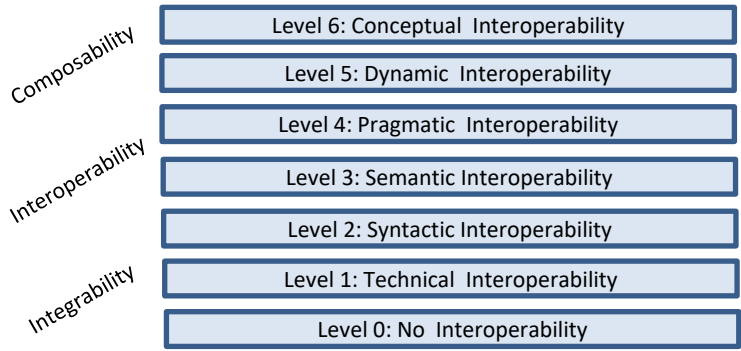 Composability
Level 6: Conceptual Interoperability
Level 5: Dynamic Interoperability
Interoperability
Level 4: Pragmatic Interoperability
Level 3: Semantic Interoperability
Level 2: Syntactic Interoperability
Integrability
Level 1: Technical Interoperability
Level 0: No Interoperability